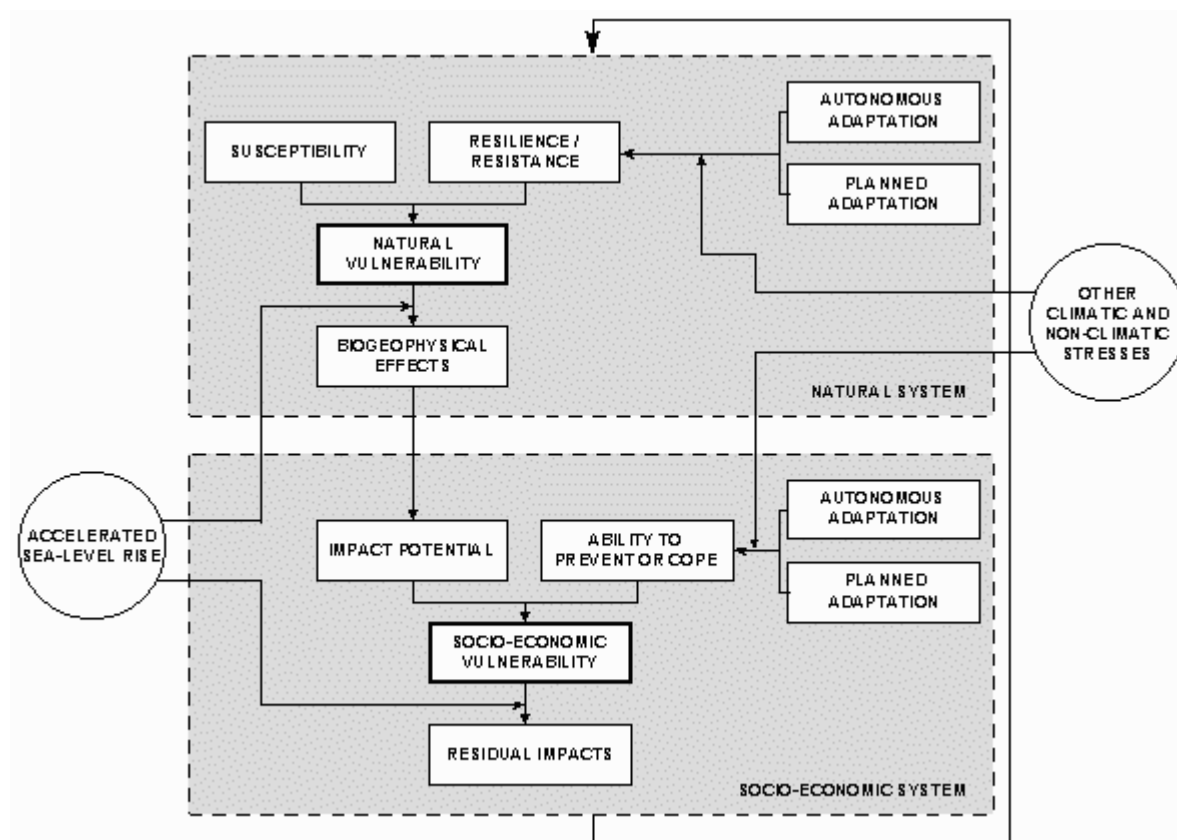 AUTONOMOUS
ADAPTATION
SUSCEPTIBILITY
RESILIENCE /
RESISTANCE
PLANNED
ADAPTATION
NATURAL
VULNERABILITY
OTHER
CLIMATIC AND
NON-CLIMATIC
STRESSES
BIOGEOPHYSICAL
EFFECTS
NATURAL SYSTEM
AUTONOMOUS
ADAPTATION
ACCELERATED
SEA-LEVEL RISE
IMPACT POTENTIAL
ABILITY TO
PREVENT OR COPE
PLANNED
ADAPTATION
SOCIO-ECONOMIC
VULNERABILITY
RESIDUAL IMPACTS
SOCIO-ECONOMIC SYSTEM